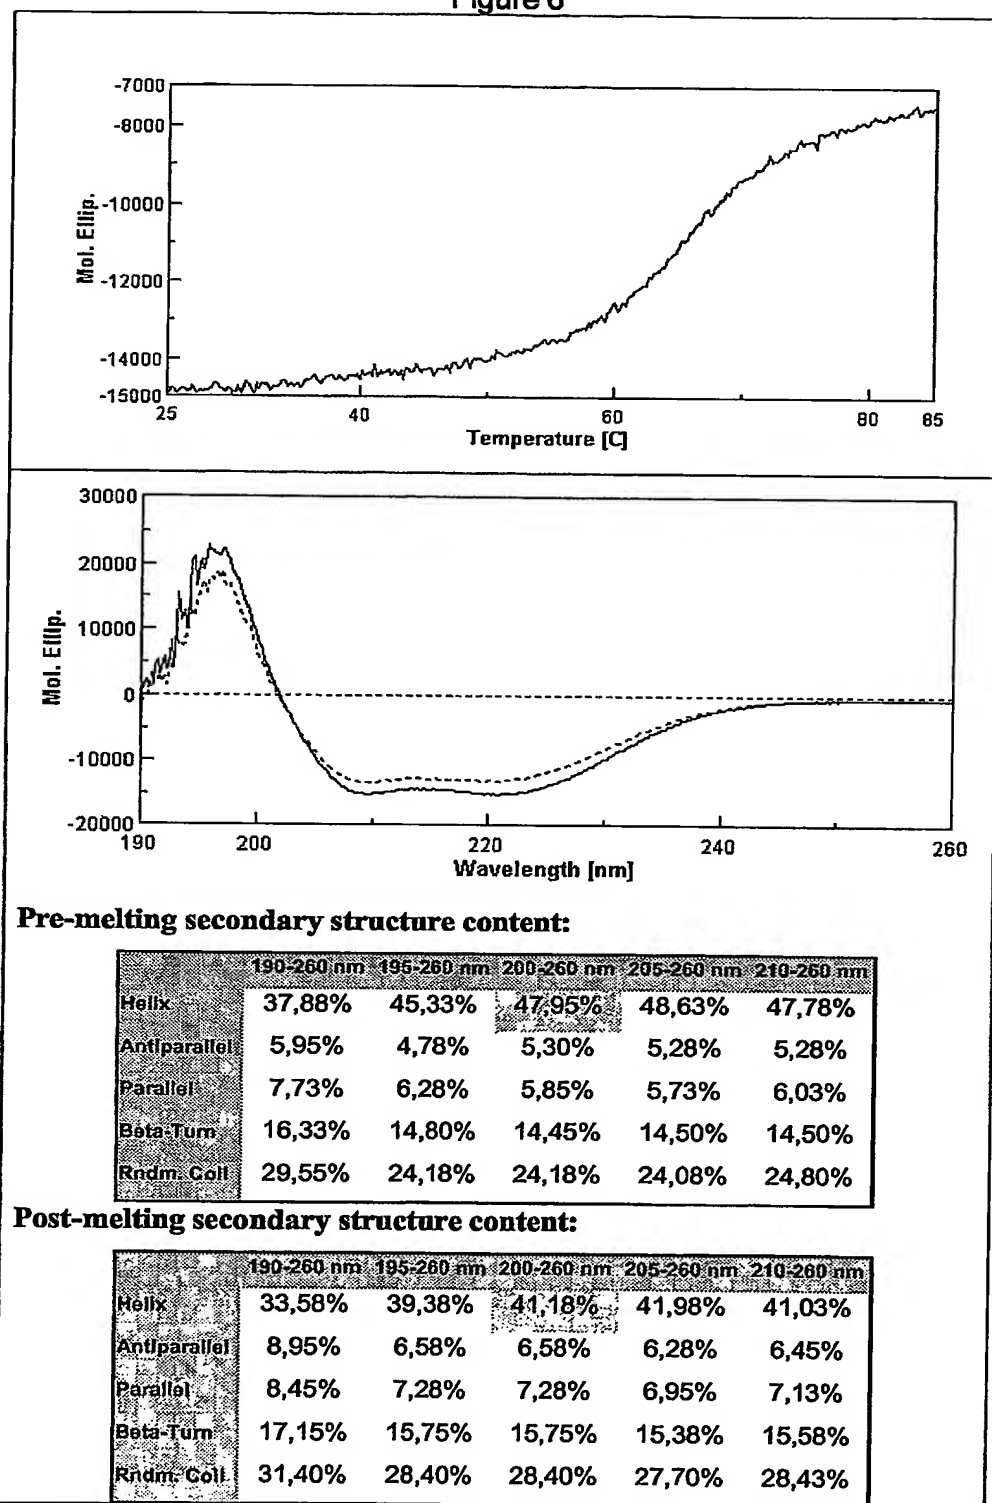 Figure 6
-7000
-8000
-10000
-12000
-14000
-15000
Mol. Ellip.
25 40 60 80 85
Temperature [C]
30000
20000
10000
0
-10000
-20000
Mol. Ellip.
190 200 220 240 260
Wavelength [nm]
Pre-melting secondary structure content:
190-260 nm 195-260 nm 200-260 nm 205-260 nm 210-260 nm
Helix 37,88% 45,33% 47,95% 48,63% 47,78%
Antiparallel 5,95% 4,78% 5,30% 5,28% 5,28%
Parallel 7,73% 6,28% 5,85% 5,73% 6,03%
Beta-Turn 16,33% 14,80% 14,45% 14,50% 14,50%
Rndm. Coil 29,55% 24,18% 24,18% 24,08% 24,80%
Post-melting secondary structure content:
190-260 nm 195-260 nm 200-260 nm 205-260 nm 210-260 nm
Helix 33,58% 39,38% 41,18% 41,98% 41,03%
Antiparallel 8,95% 6,58% 6,58% 6,28% 6,45%
Parallel 8,45% 7,28% 7,28% 6,95% 7,13%
Beta-Turn 17,15% 15,75% 15,75% 15,38% 15,58%
Rndm. Coil 31,40% 28,40% 28,40% 27,70% 28,43%